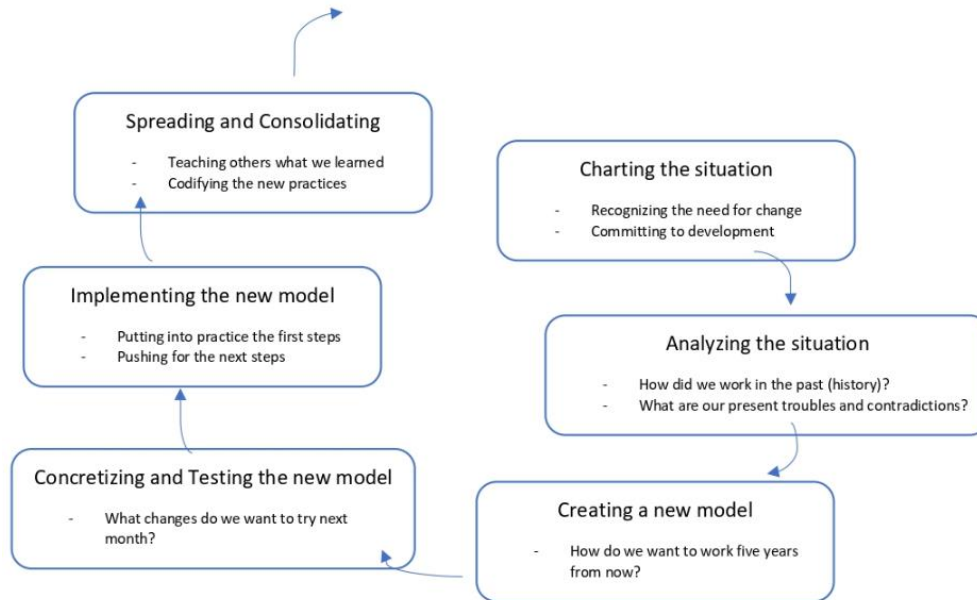 Spreading and Consolidating
- Teaching others what we learned
- Codifying the new practices
Charting the situation
- Recognizing the need for change
- Committing to development
Implementing the new model
- Putting into practice the first steps
- Pushing for the next steps
Analyzing the situation
- How did we work in the past (history)?
- What are our present troubles and contradictions?
Concretizing and Testing the new model
- What changes do we want to try next
month?
Creating a new model
- How do we want to work five years
from now?